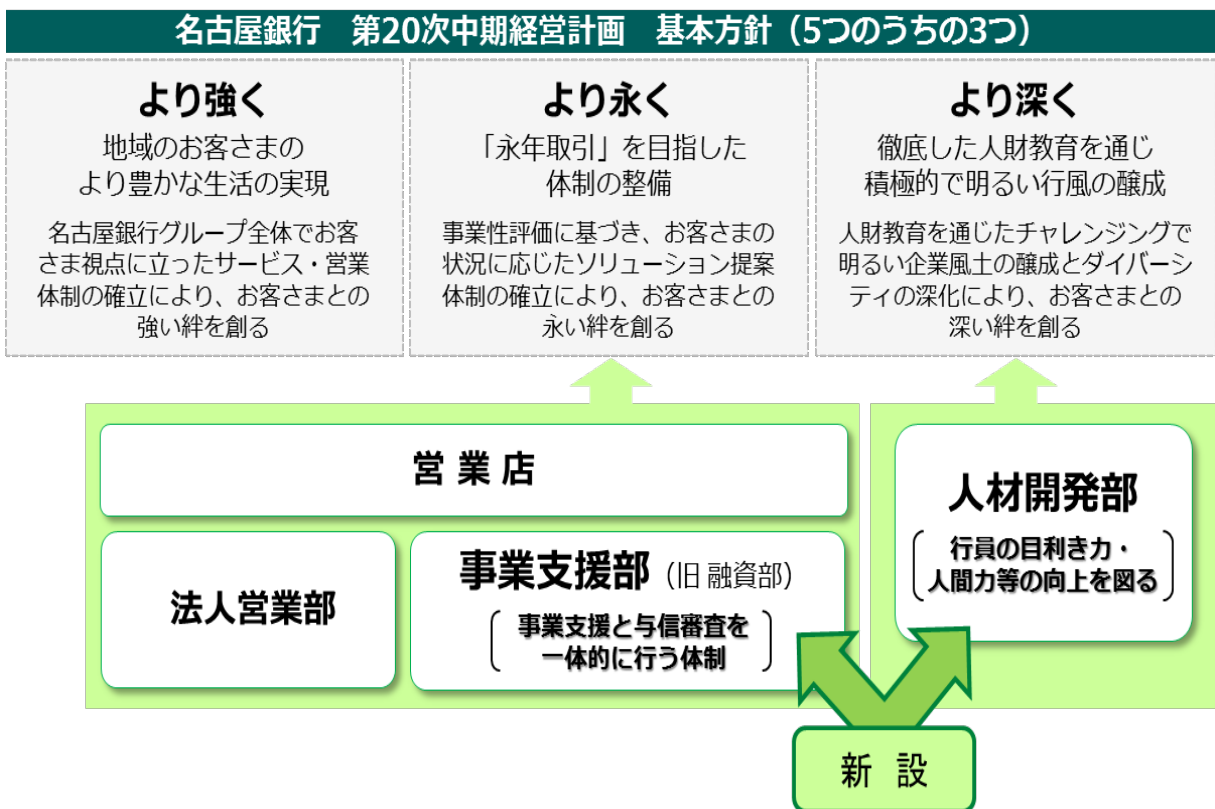 名古屋銀行　第20次中期経営計画　基本方針（5つのうちの3つ）
より強く
地域のお客さまの
より豊かな生活の実現
名古屋銀行グループ全体でお客
さま視点に立ったサービス・営業
体制の確立により、お客さまとの
強い絆を創る
より永く
「永年取引」を目指した
体制の整備
事業性評価に基づき、お客さまの
状況に応じたソリューション提案
体制の確立により、お客さまとの
永い絆を創る
より深く
徹底した人財教育を通じ
積極的で明るい行風の醸成
人財教育を通じたチャレンジングで
明るい企業風土の醸成とダイバーシ
ティの深化により、お客さまとの
深い絆を創る
営 業 店
法人営業部
事業支援部（旧 融資部）
事業支援と与信審査を
一体的に行う体制
人材開発部
行員の目利き力・
人間力等の向上を図る
新 設